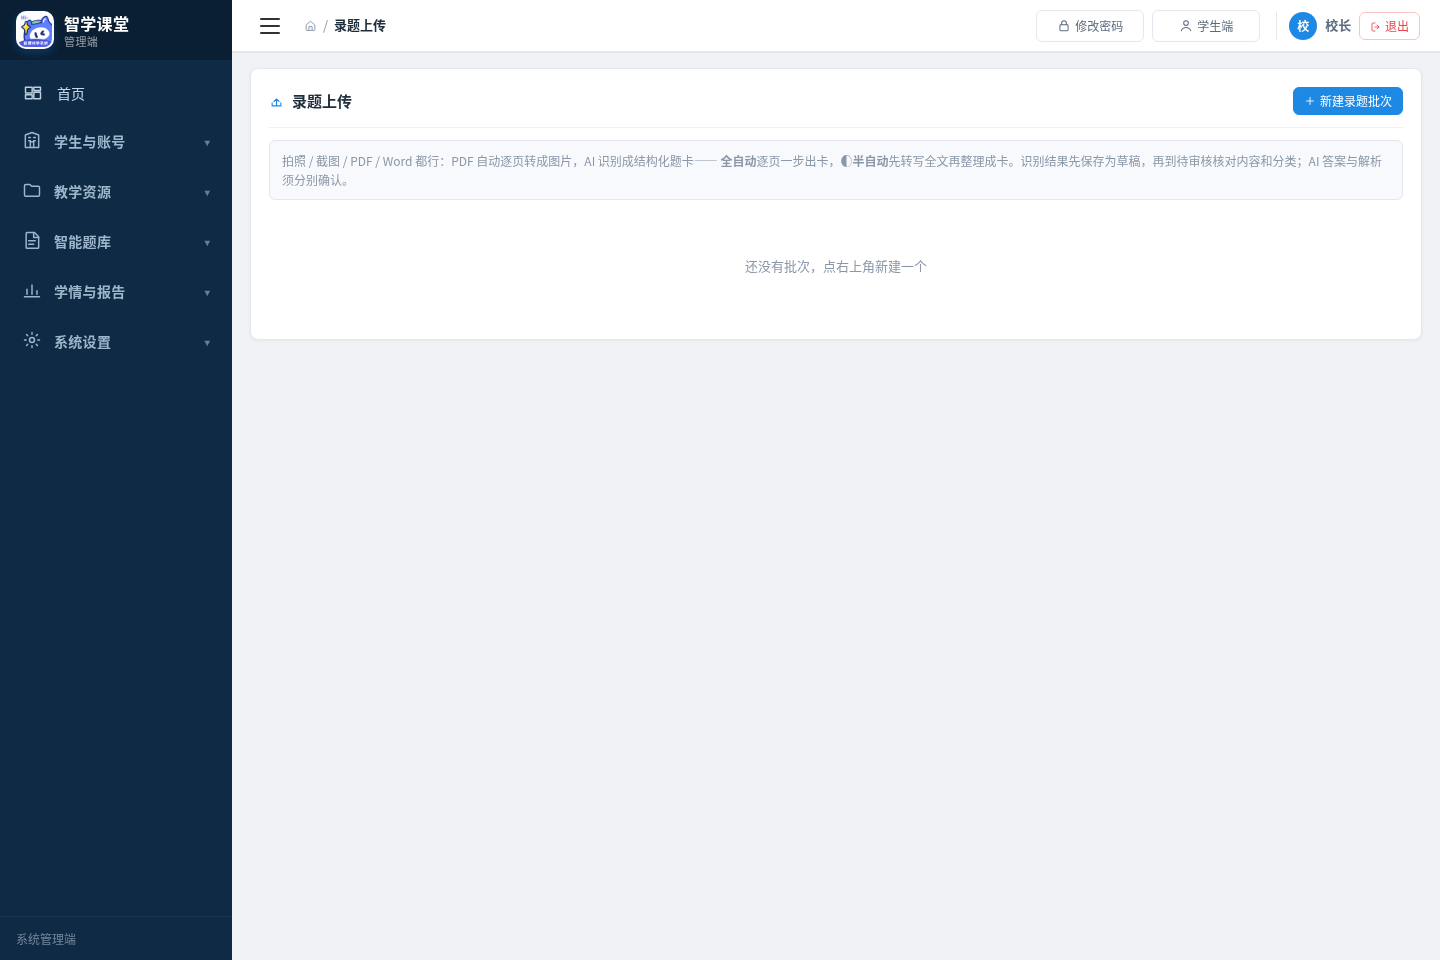 智学课堂
管理端
首页
学生与账号
教学资源
智能题库
学情与报告
系统设置
系统管理端
/ 录题上传
修改密码
学生端
校 校长
退出
录题上传
+ 新建录题批次
拍照 / 截图 / PDF / Word 都行：PDF 自动逐页转成图片，AI 识别成结构化题卡—— 全自动逐页一步出卡，◐半自动先转写全文再整理成卡。识别结果先保存为草稿，再到待审核核对内容和分类；AI 答案与解析
须分别确认。
还没有批次，点右上角新建一个